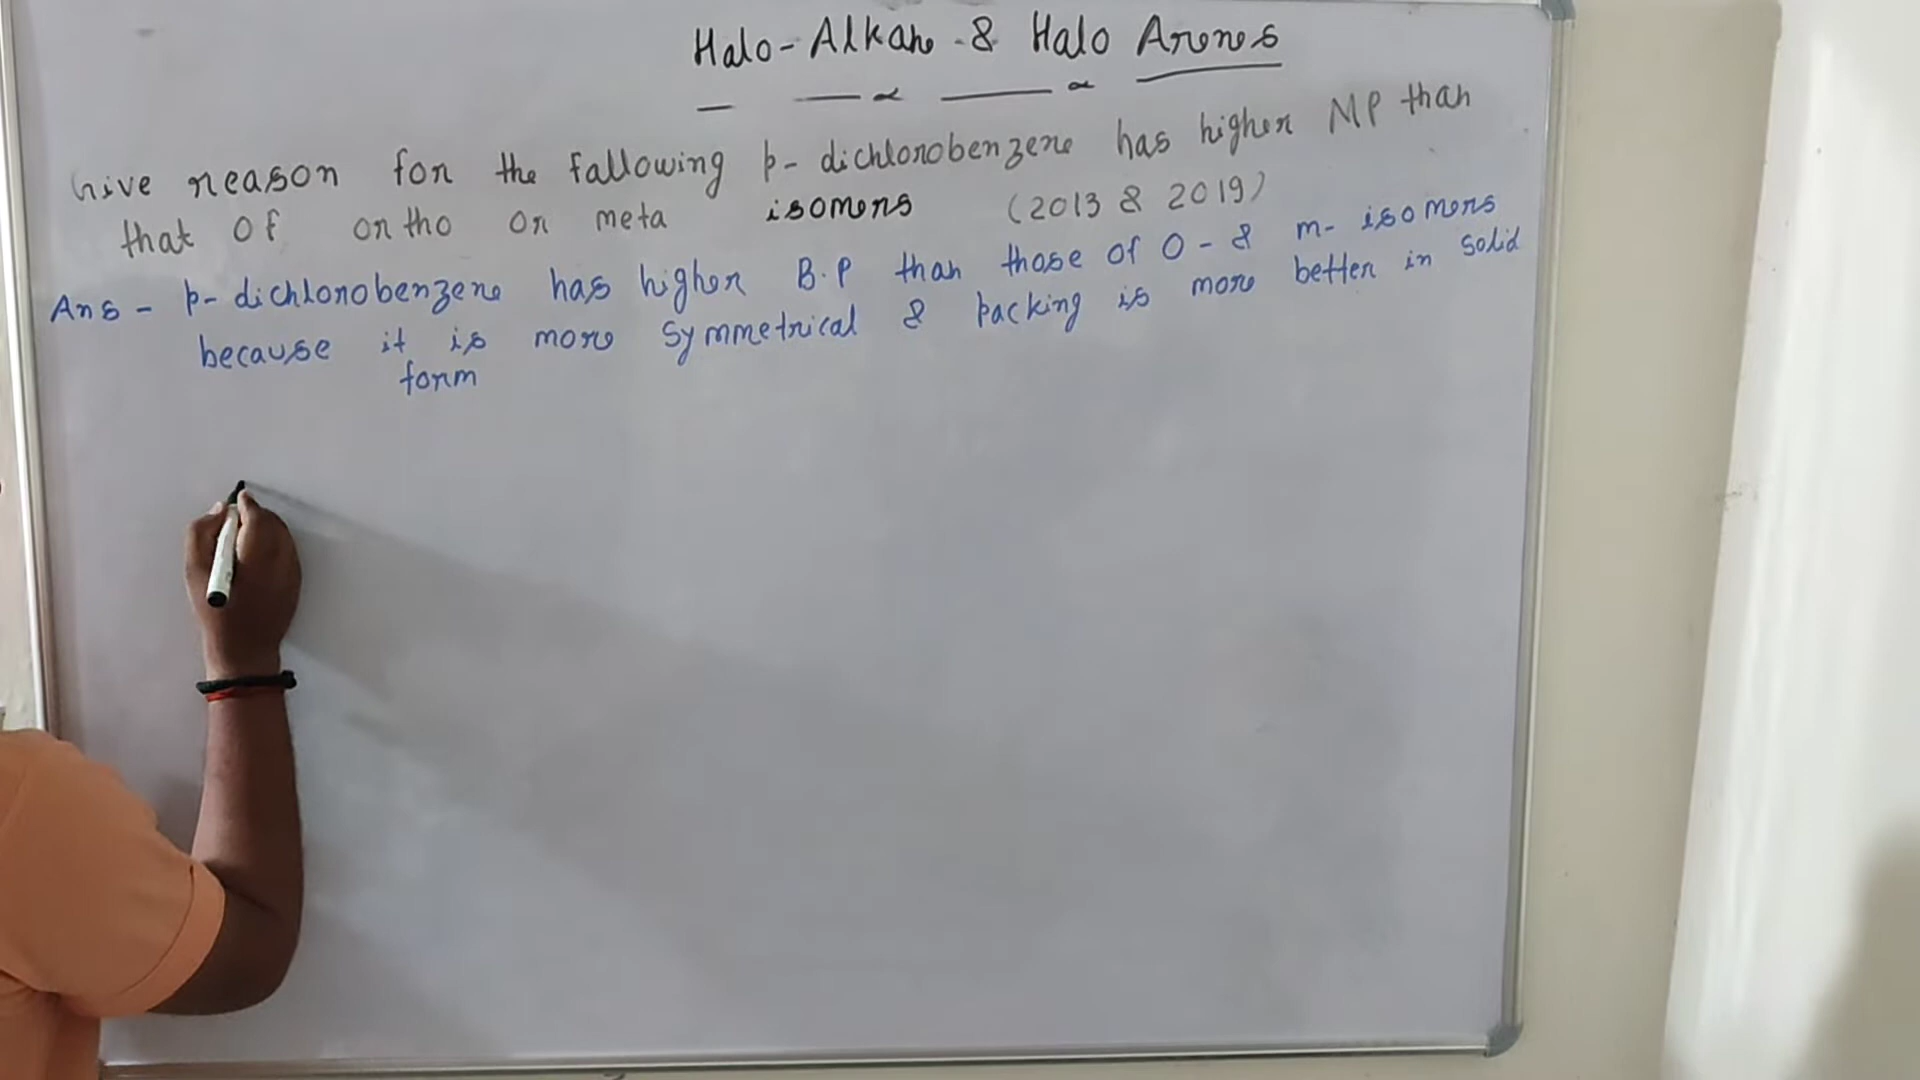 Halo-Alkane & Halo Arenes
Give reason for the fallowing p-dichlorobenzene has higher MP than
that of ortho or meta isomers (2013 & 2019)
Ans - p-dichlorobenzene has higher B.P than those of O- & m- isomers
because it is more symmetrical & packing is more better in solid
form